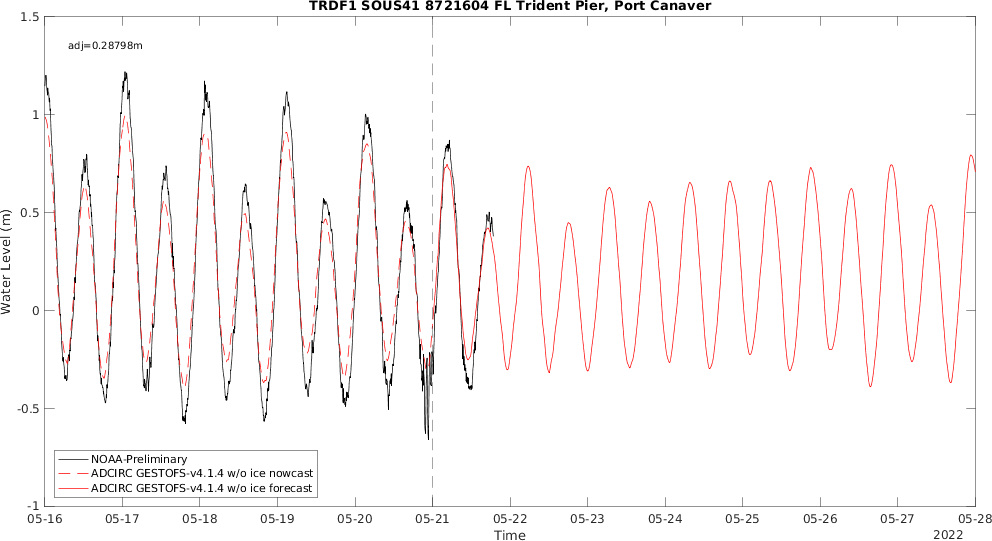 TRDF1 SOUS41 8721604 FL Trident Pier, Port Canaver
adj=0.28798m
Water Level (m)
1.5
1
0.5
0
-0.5
-1
NOAA-Preliminary
ADCIRC GESTOFS-v4.1.4 w/o ice nowcast
ADCIRC GESTOFS-v4.1.4 w/o ice forecast
05-16 05-17 05-18 05-19 05-20 05-21 05-22 05-23 05-24 05-25 05-26 05-27 05-28
Time
2022